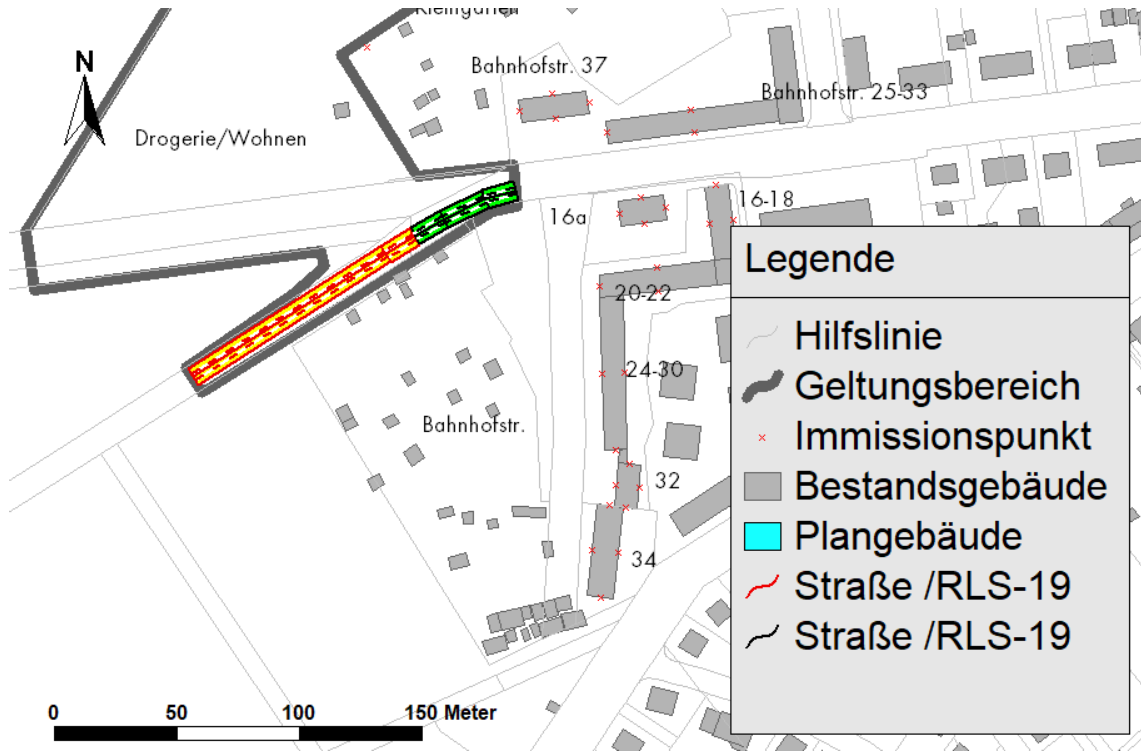 Kleingärten
N
Bahnhofstr. 37
Bahnhofstr. 25-33
Drogerie/Wohnen
16-18
16a
20-22
24-30
Bahnhofstr.
32
34
Legende
Hilfslinie
Geltungsbereich
Immissionspunkt
Bestandsgebäude
Plangebäude
Straße /RLS-19
Straße /RLS-19
0 50 100 150 Meter